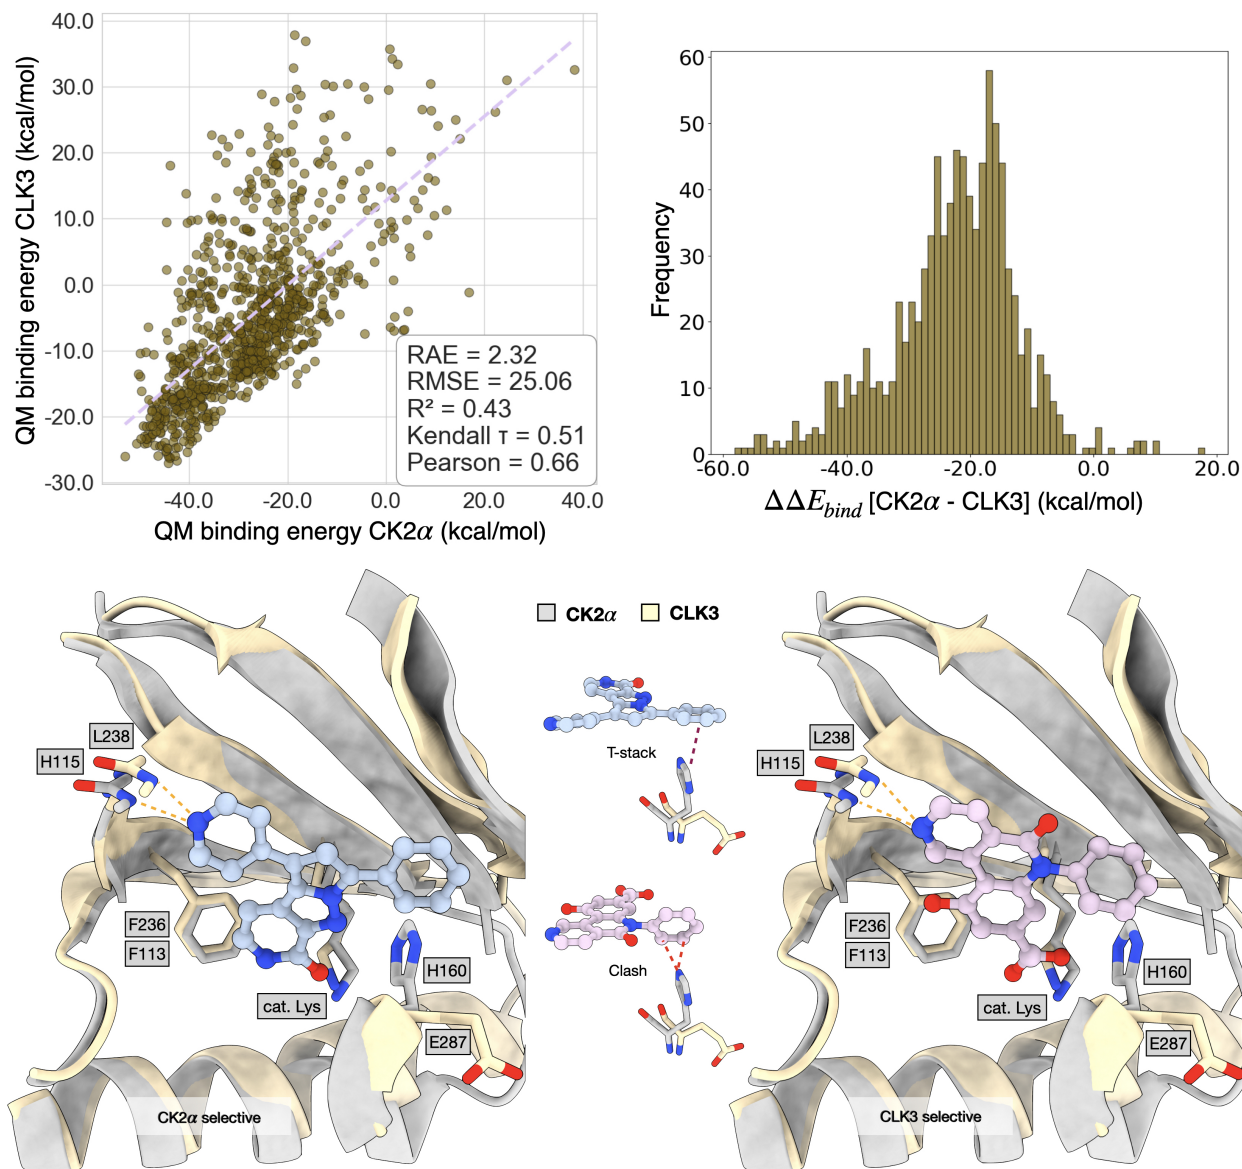 40.0
30.0
20.0
10.0
0.0
-10.0
-20.0
-30.0
QM binding energy CLK3 (kcal/mol)
RAE = 2.32
RMSE = 25.06
R² = 0.43
Kendall τ = 0.51
Pearson = 0.66
-40.0 -20.0 0.0 20.0 40.0
QM binding energy CK2α (kcal/mol)
60
50
40
30
20
10
0
Frequency
-60.0 -40.0 -20.0 0.0 20.0
ΔΔE_bind [CK2α - CLK3] (kcal/mol)
CK2α CLK3
L238
H115
F236
F113
cat. Lys
H160
E287
CK2α selective
T-stack
Clash
L238
H115
F236
F113
cat. Lys
H160
E287
CLK3 selective